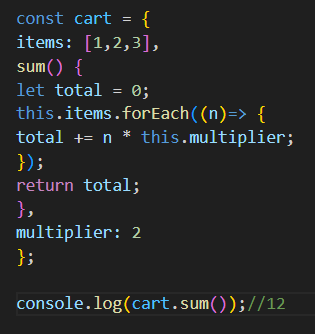 const cart = {
items: [1,2,3],
sum() {
let total = 0;
this.items.forEach((n)=> {
total += n * this.multiplier;
});
return total;
},
multiplier: 2
};

console.log(cart.sum());//12